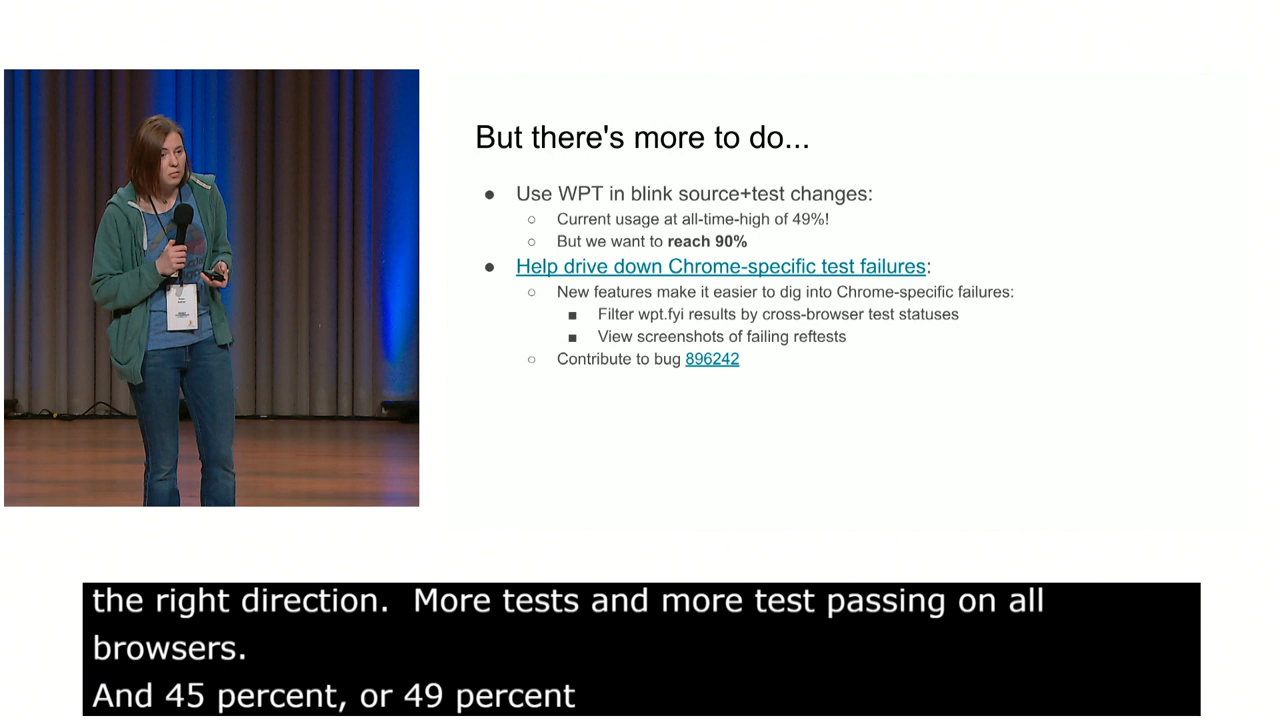 But there's more to do...
● Use WPT in blink source+test changes:
○ Current usage at all-time-high of 49%!
○ But we want to reach 90%
● Help drive down Chrome-specific test failures:
○ New features make it easier to dig into Chrome-specific failures:
■ Filter wpt.fyi results by cross-browser test statuses
■ View screenshots of failing reftests
○ Contribute to bug 896242
the right direction.  More tests and more test passing on all
browsers.
And 45 percent, or 49 percent